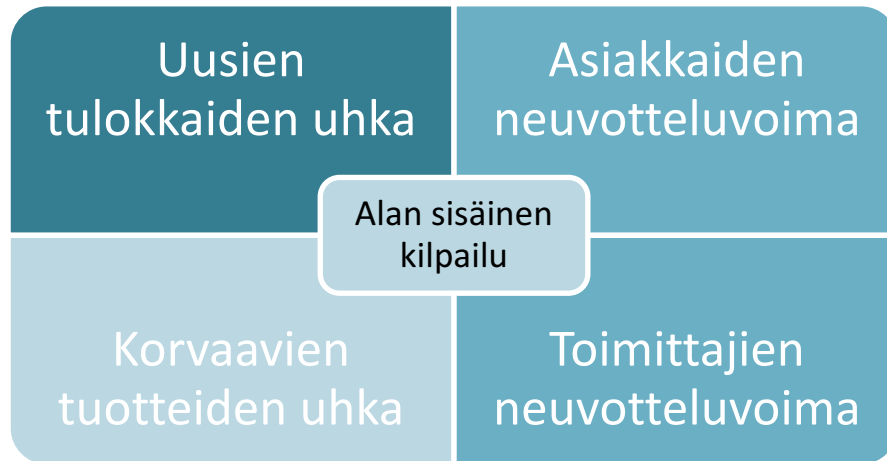 Uusien
tulokkaiden uhka
Asiakkaiden
neuvotteluvoima
Alan sisäinen
kilpailu
Korvaavien
tuotteiden uhka
Toimittajien
neuvotteluvoima